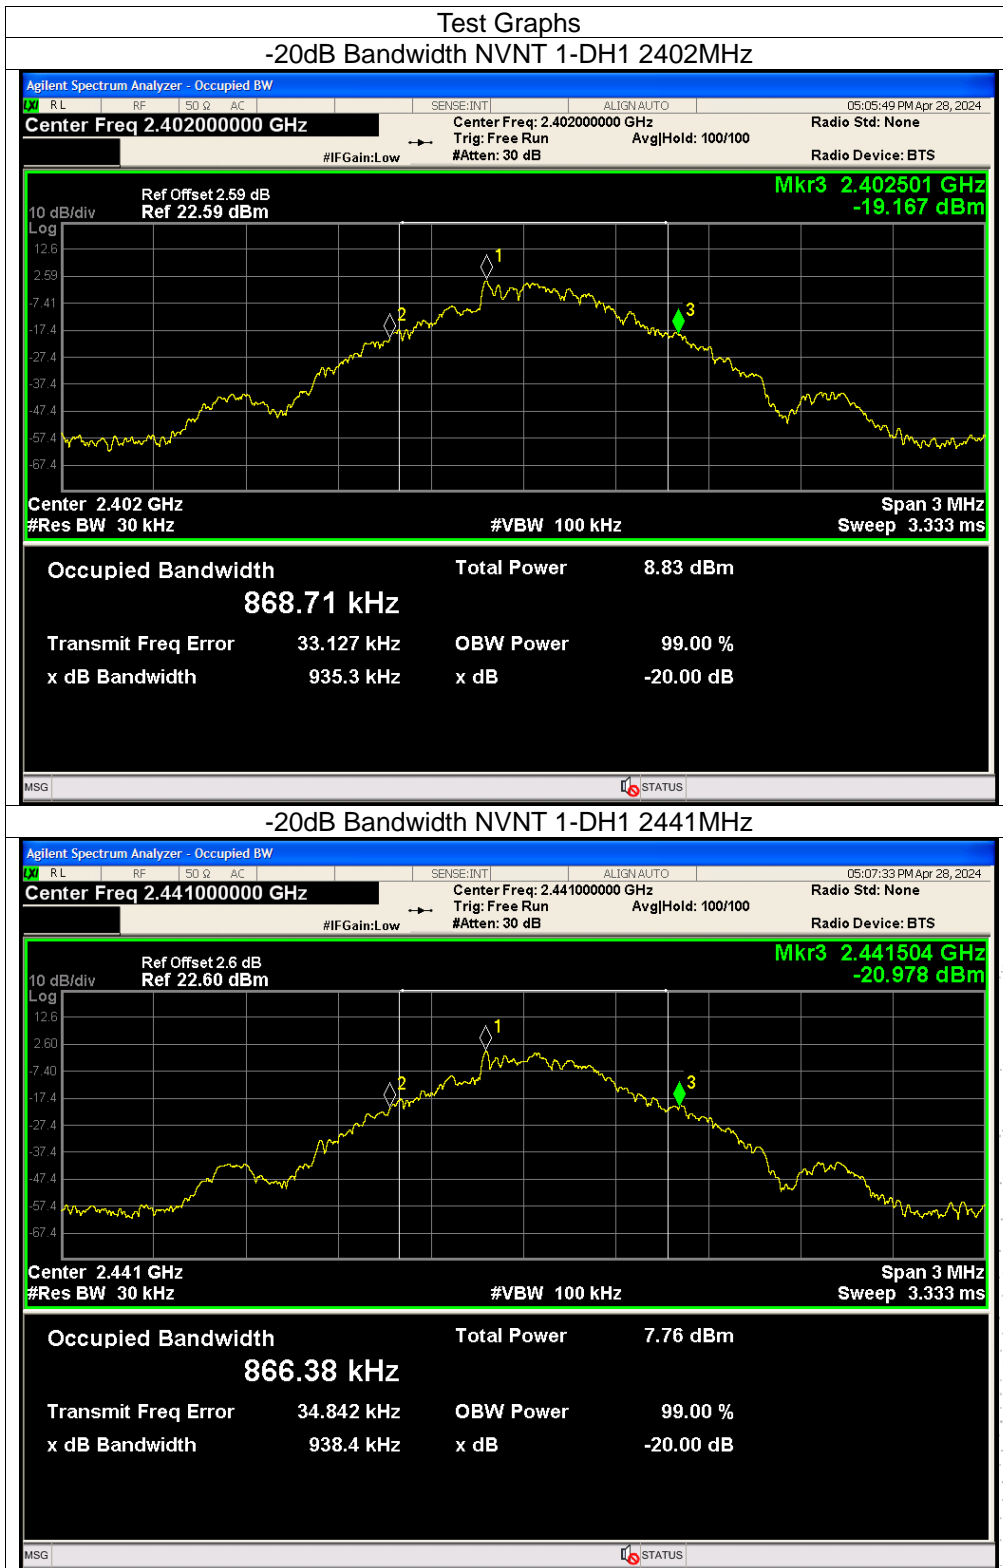 Test Graphs
-20dB Bandwidth NVNT 1-DH1 2402MHz
Agilent Spectrum Analyzer - Occupied BW
LXI RL RF 50 Ω AC SENSE:INT ALIGN AUTO 05:05:49 PM Apr 28, 2024
Center Freq 2.402000000 GHz Center Freq: 2.402000000 GHz Radio Std: None
Trig: Free Run Avg|Hold: 100/100
#IFGain:Low #Atten: 30 dB Radio Device: BTS
Mkr3 2.402501 GHz
-19.167 dBm
Ref Offset 2.59 dB
10 dB/div Ref 22.59 dBm
Log
12.6
2.59
-7.41
-17.4
-27.4
-37.4
-47.4
-57.4
-67.4
1
2
3
Center 2.402 GHz Span 3 MHz
#Res BW 30 kHz #VBW 100 kHz Sweep 3.333 ms
Occupied Bandwidth Total Power 8.83 dBm
868.71 kHz
Transmit Freq Error 33.127 kHz OBW Power 99.00 %
x dB Bandwidth 935.3 kHz x dB -20.00 dB
MSG STATUS
-20dB Bandwidth NVNT 1-DH1 2441MHz
Agilent Spectrum Analyzer - Occupied BW
LXI RL RF 50 Ω AC SENSE:INT ALIGN AUTO 05:07:33 PM Apr 28, 2024
Center Freq 2.441000000 GHz Center Freq: 2.441000000 GHz Radio Std: None
Trig: Free Run Avg|Hold: 100/100
#IFGain:Low #Atten: 30 dB Radio Device: BTS
Mkr3 2.441504 GHz
-20.978 dBm
Ref Offset 2.6 dB
10 dB/div Ref 22.60 dBm
Log
12.6
2.60
-7.40
-17.4
-27.4
-37.4
-47.4
-57.4
-67.4
1
2
3
Center 2.441 GHz Span 3 MHz
#Res BW 30 kHz #VBW 100 kHz Sweep 3.333 ms
Occupied Bandwidth Total Power 7.76 dBm
866.38 kHz
Transmit Freq Error 34.842 kHz OBW Power 99.00 %
x dB Bandwidth 938.4 kHz x dB -20.00 dB
MSG STATUS